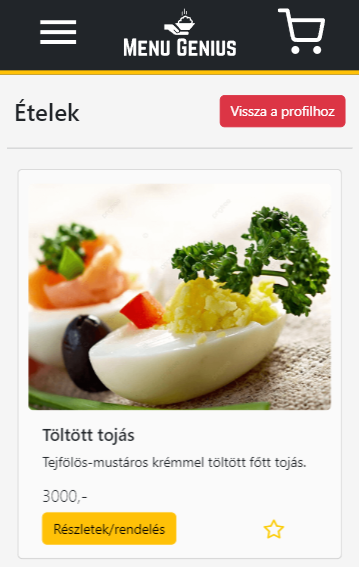 MENU GENIUS
Ételek
Vissza a profilhoz
Töltött tojás
Tejfölös-mustáros krémmel töltött főtt tojás.
3000,-
Részletek/rendelés